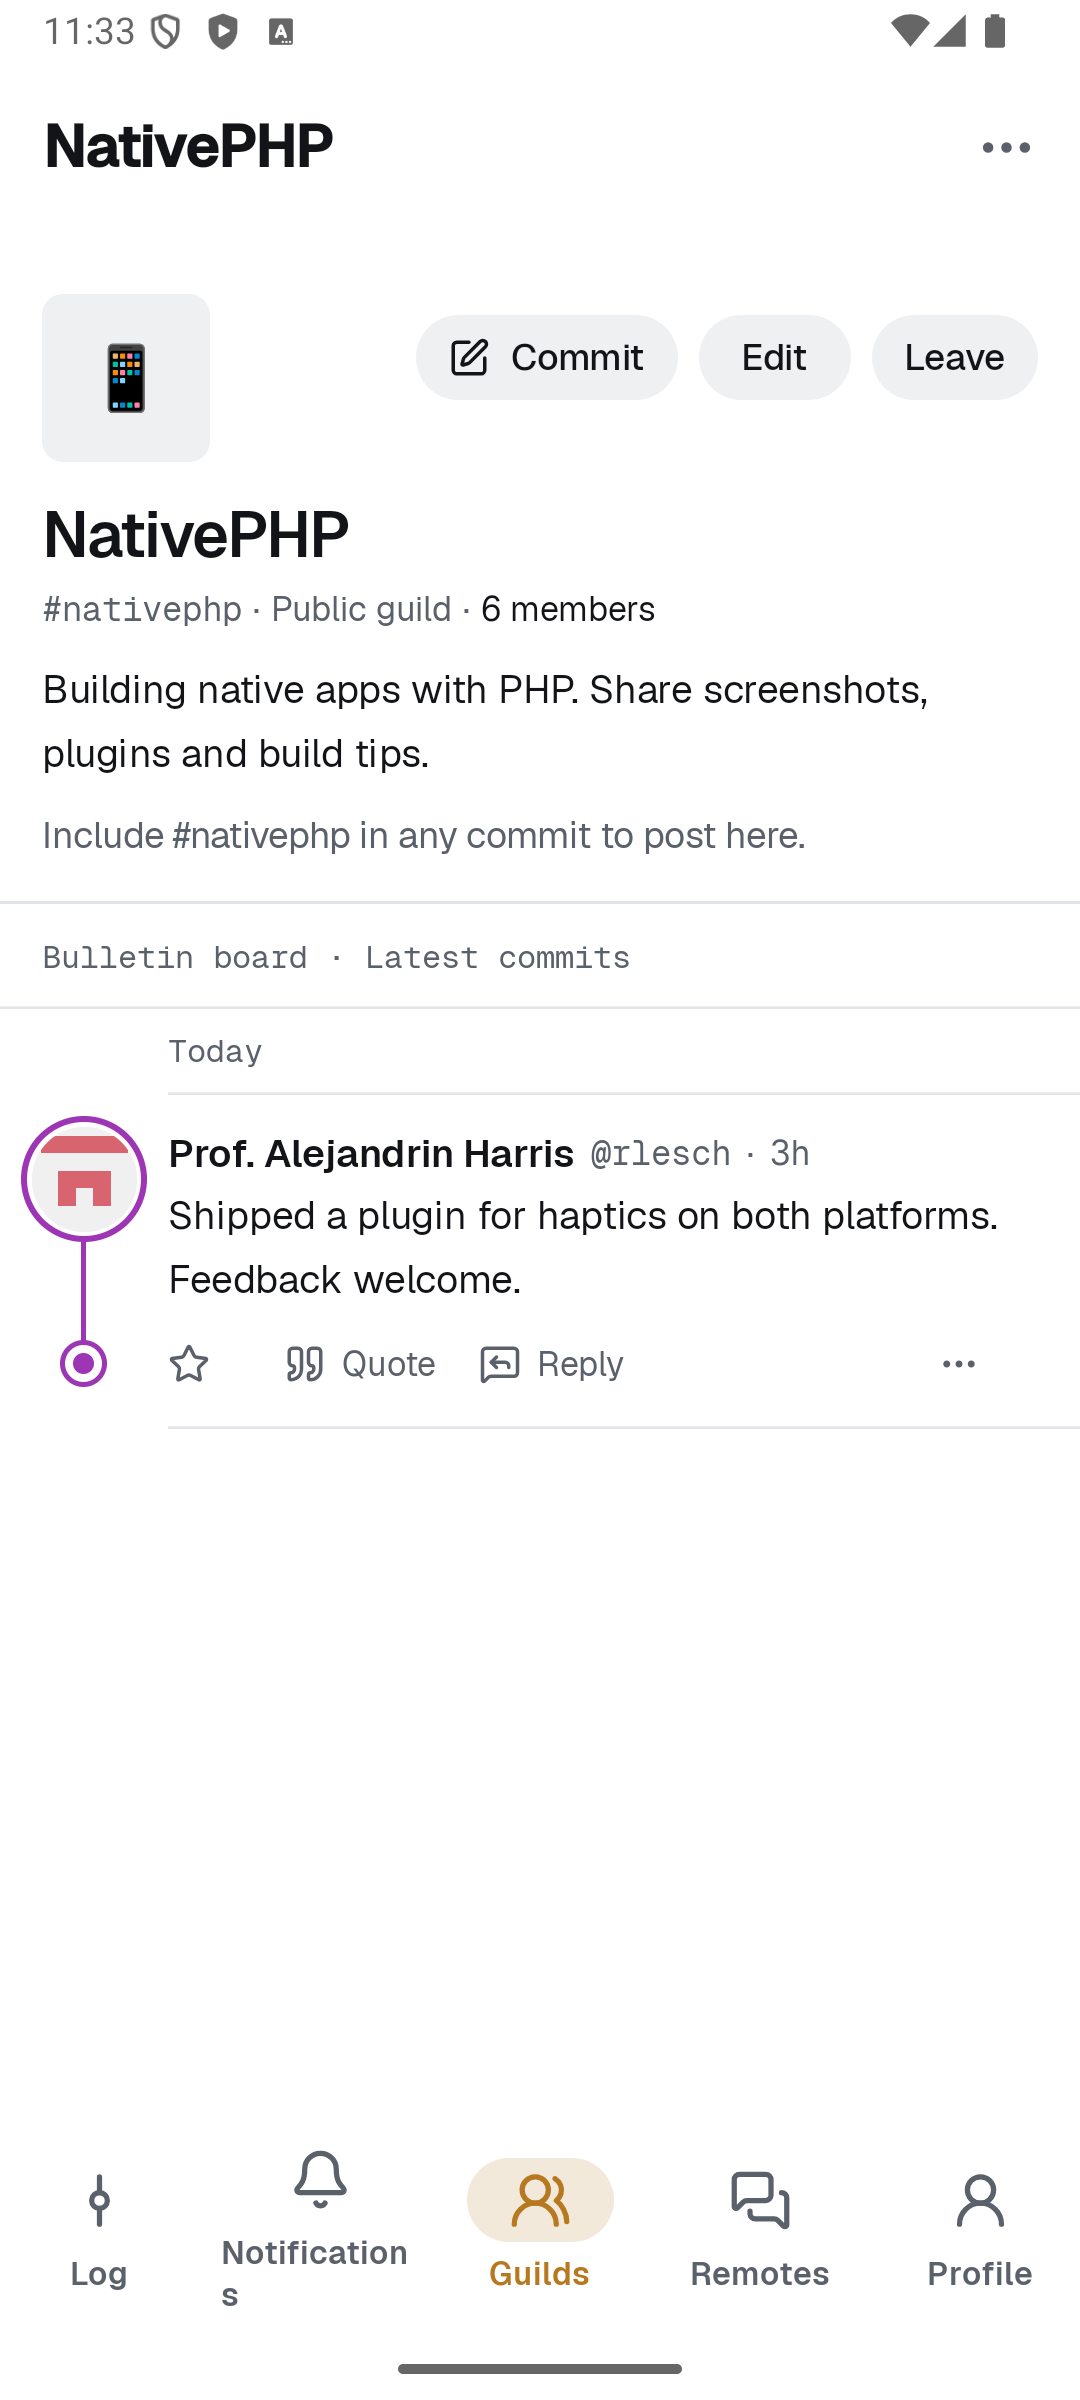 11:33
NativePHP
Commit
Edit
Leave
NativePHP
#nativephp · Public guild · 6 members
Building native apps with PHP. Share screenshots,
plugins and build tips.
Include #nativephp in any commit to post here.
Bulletin board · Latest commits
Today
Prof. Alejandrin Harris @rlesch · 3h
Shipped a plugin for haptics on both platforms.
Feedback welcome.
Quote
Reply
Log
Notification
s
Guilds
Remotes
Profile